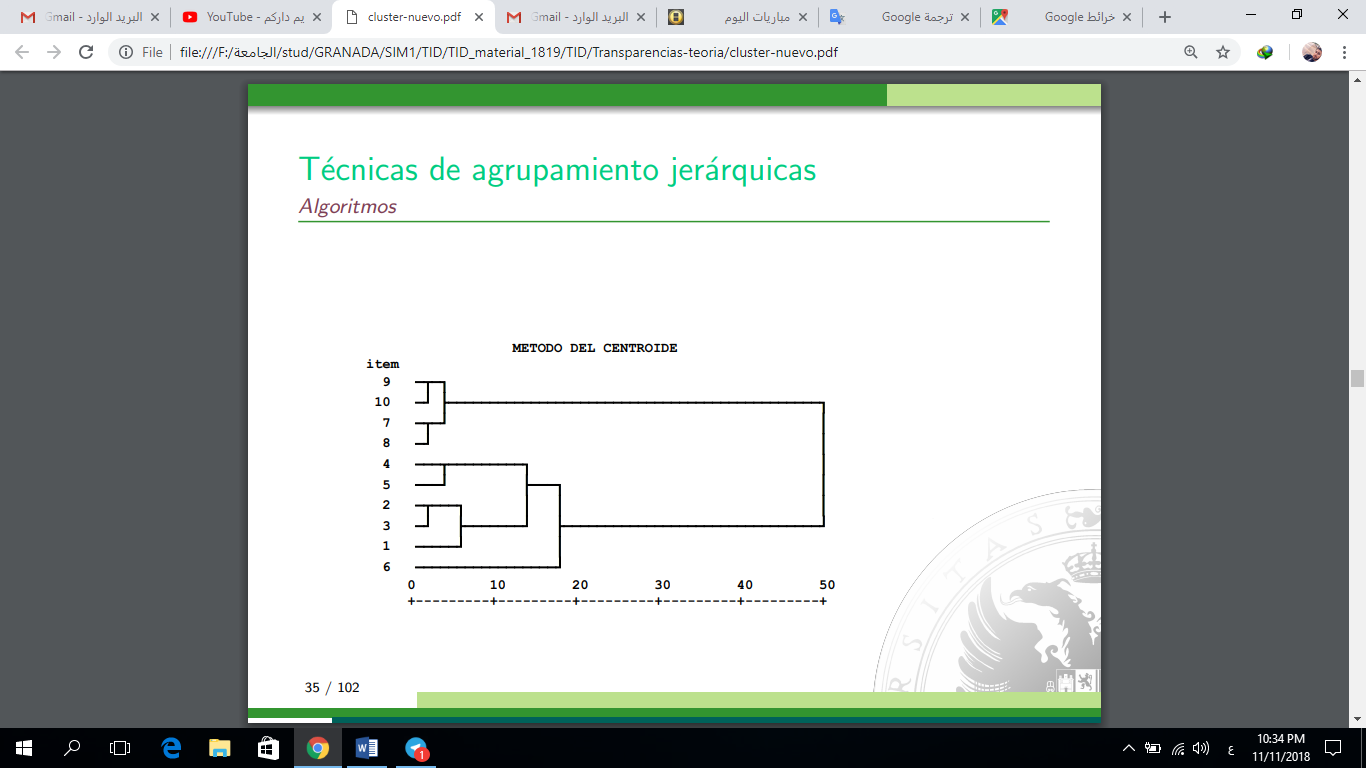 Gmail - البريد الوارد
YouTube - يم داركم
cluster-nuevo.pdf
Gmail - البريد الوارد
مباريات اليوم
ترجمة Google
خرائط Google
File
file:///F:/الجامعة/stud/GRANADA/SIM1/TID/TID_material_1819/TID/Transparencias-teoria/cluster-nuevo.pdf
Técnicas de agrupamiento jerárquicas
Algoritmos
METODO DEL CENTROIDE
item
9
10
7
8
4
5
2
3
1
6
0 10 20 30 40 50
+---------+---------+---------+---------+---------+
RSITAS
35 / 102
1
ع
10:34 PM
11/11/2018